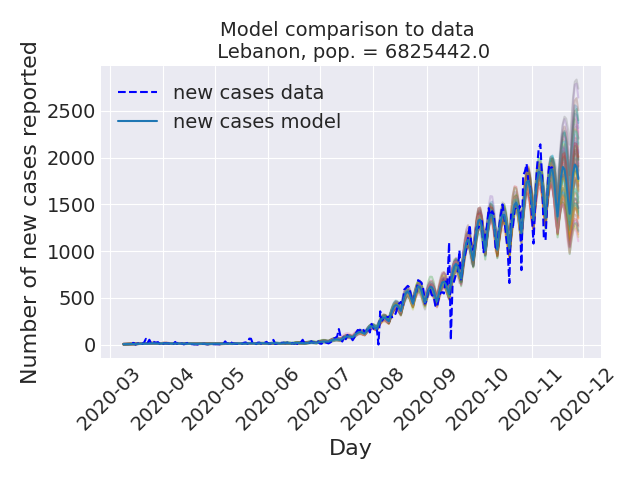 Model comparison to data
Lebanon, pop. = 6825442.0
Number of new cases reported
new cases data
new cases model
2500
2000
1500
1000
500
0
2020-03
2020-04
2020-05
2020-06
2020-07
2020-08
2020-09
2020-10
2020-11
2020-12
Day